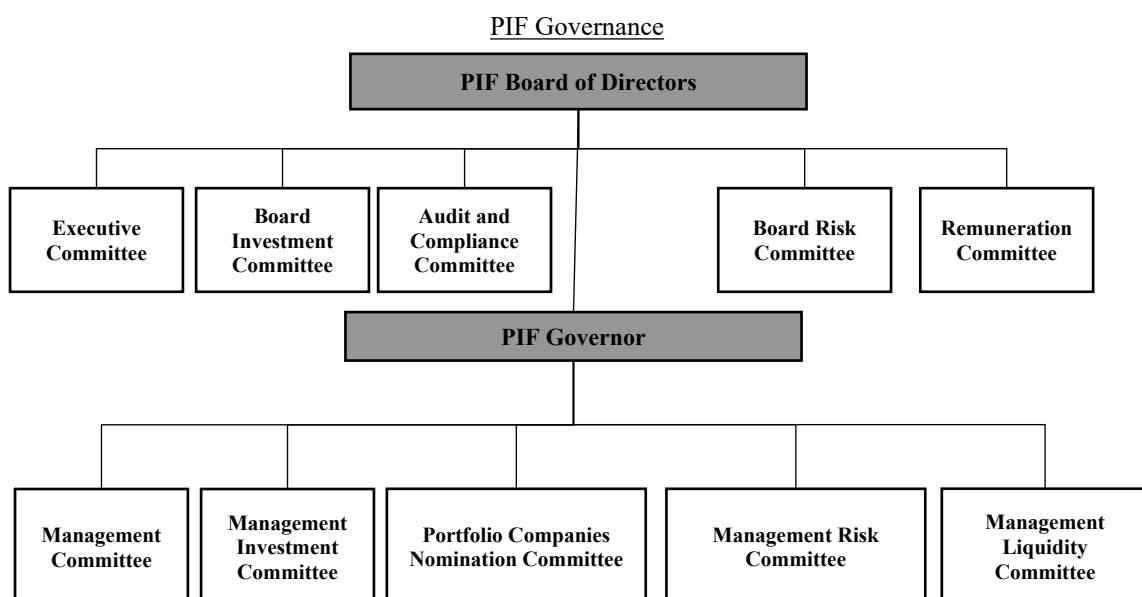 PIF Governance
PIF Board of Directors
Executive
Committee
Board
Investment
Committee
Audit and
Compliance
Committee
Board Risk
Committee
Remuneration
Committee
PIF Governor
Management
Committee
Management
Investment
Committee
Portfolio Companies
Nomination Committee
Management Risk
Committee
Management
Liquidity
Committee